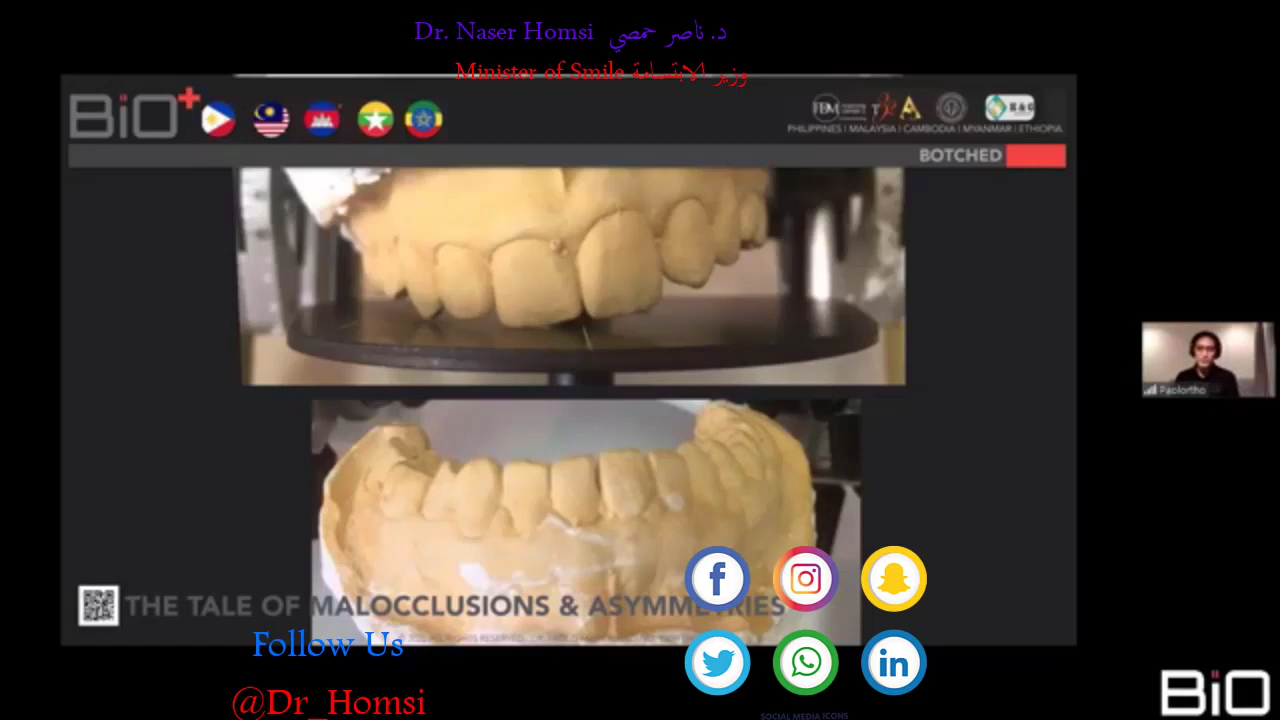 Dr. Naser Homsi د. ناصر حمصي
Minister of Smile وزير الابتسامة
BiO+
PHILIPPINES | MALAYSIA | CAMBODIA | MYANMAR | ETHIOPIA
BOTCHED
Paolortho
THE TALE OF MALOCCLUSIONS & ASYMMETRIES
Follow Us
@Dr_Homsi
SOCIAL MEDIA ICONS
BiO